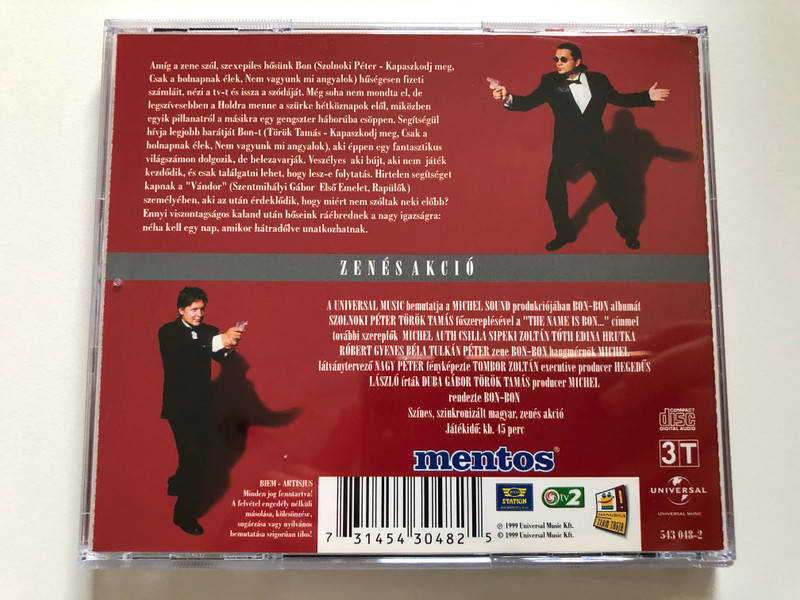 Amíg a zene szól, szexepiles hősünk Bon (Szolnoki Péter - Kapaszkodj meg,
Csak a holnapnak élek, Nem vagyunk mi angyalok) hűségesen fizeti
számláit, nézi a tv-t és issza a szódáját. Még soha nem mondta el, de
legszívesebben a Holdra menne a szürke hétköznapok elől, miközben
egyik pillanatról a másikra egy gengszter háborúba csöppen. Segítségül
hívja legjobb barátját Bon-t (Török Tamás - Kapaszkodj meg, Csak a
holnapnak élek, Nem vagyunk mi angyalok), aki éppen egy fantasztikus
világszámon dolgozik, de belezavarják. Veszélyes aki bújt, aki nem játék
kezdődik, és csak találgatni lehet, hogy lesz-e folytatás. Hirtelen segítséget
kapnak a "Vándor" (Szentmihályi Gábor Első Emelet, Rapülők)
személyében, aki az után érdeklődik, hogy miért nem szóltak neki előbb?
Ennyi viszontagságos kaland után hőseink ráébrednek a nagy igazságra:
néha kell egy nap, amikor hátradőlve unatkozhatnak.
ZENÉS AKCIÓ
A UNIVERSAL MUSIC bemutatja a MICHEL SOUND produkciójában BON-BON albumát
SZOLNOKI PÉTER TÖRÖK TAMÁS főszereplésével a "THE NAME IS BON..." címmel
további szereplők MICHEL AUTH CSILLA SIPEKI ZOLTÁN TÓTH EDINA HRUTKA
RÓBERT GYENES BÉLA TULKÁN PÉTER zene BON-BON hangmérnök MICHEL
látványtervező NAGY PÉTER fényképezte TOMBOR ZOLTÁN executive producer HEGEDŰS
LÁSZLÓ írták DUBA GÁBOR TÖRÖK TAMÁS producer MICHEL
rendezte BON-BON
Színes, szinkronizált magyar, zenés akció
Játékidő: kb. 45 perc
mentos®
COMPACT
disc
DIGITAL AUDIO
3T
UNIVERSAL
UNIVERSAL MUSIC
543 048-2
BIEM - ARTISJUS
Minden jog fenntartva!
A felvétel engedély nélküli
másolása, kölcsönzése,
sugárzása vagy nyilvános
bemutatása szigorúan tilos!
7 31454 30482 5
STATION
tv2
TEAM TAGJA
℗ 1999 Universal Music Kft.
© 1999 Universal Music Kft.